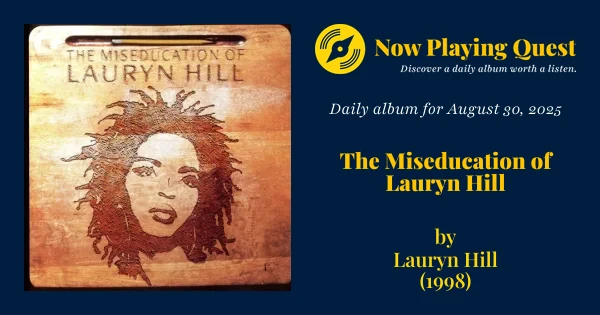 THE MISEDUCATION OF
LAURYN HILL
Now Playing Quest
Discover a daily album worth a listen.
Daily album for August 30, 2025
The Miseducation of
Lauryn Hill
by
Lauryn Hill
(1998)